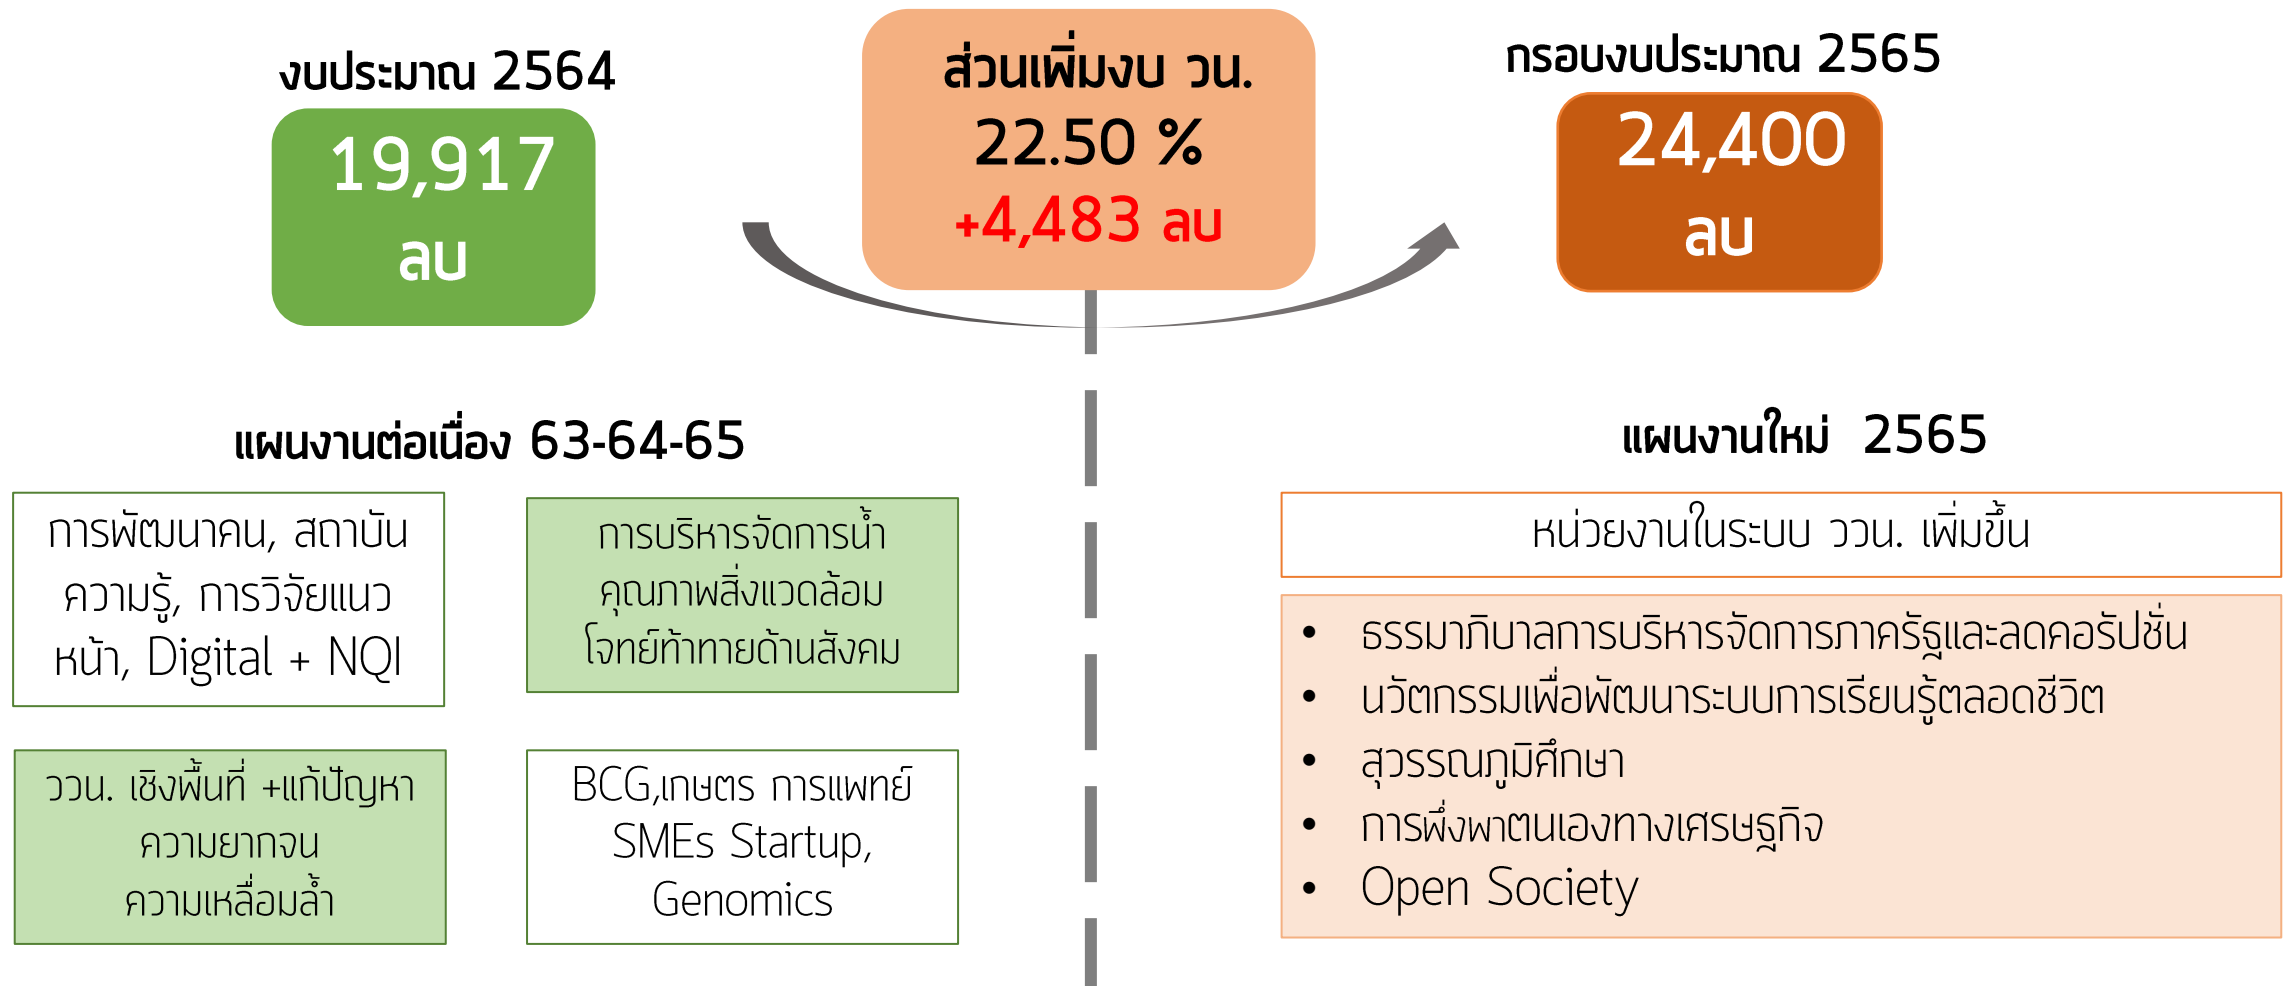 งบประมาณ 2564
19,917
ลบ
ส่วนเพิ่มงบ วน.
22.50 %
+4,483 ลบ
กรอบงบประมาณ 2565
24,400
ลบ
แผนงานต่อเนื่อง 63-64-65
การพัฒนาคน, สถาบัน
ความรู้, การวิจัยแนว
หน้า, Digital + NQI
การบริหารจัดการน้ำ
คุณภาพสิ่งแวดล้อม
โจทย์ท้าทายด้านสังคม
ววน. เชิงพื้นที่ +แก้ปัญหา
ความยากจน
ความเหลื่อมล้ำ
BCG,เกษตร การแพทย์
SMEs Startup,
Genomics
แผนงานใหม่ 2565
หน่วยงานในระบบ ววน. เพิ่มขึ้น
• ธรรมาภิบาลการบริหารจัดการภาครัฐและลดคอรัปชั่น
• นวัตกรรมเพื่อพัฒนาระบบการเรียนรู้ตลอดชีวิต
• สุวรรณภูมิศึกษา
• การพึ่งพาตนเองทางเศรษฐกิจ
• Open Society